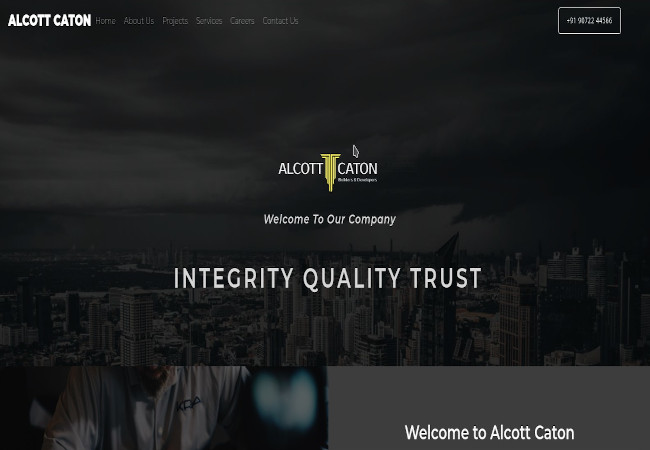 ALCOTT CATON Home About Us Projects Services Careers Contact Us +91 90722 44566
ALCOTT CATON
Builders & Developers
Welcome To Our Company
INTEGRITY QUALITY TRUST
KRA
Welcome to Alcott Caton